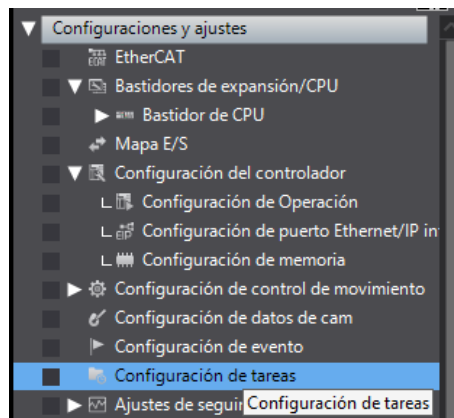 Configuraciones y ajustes
EtherCAT
Bastidores de expansión/CPU
Bastidor de CPU
Mapa E/S
Configuración del controlador
Configuración de Operación
Configuración de puerto Ethernet/IP in
Configuración de memoria
Configuración de control de movimiento
Configuración de datos de cam
Configuración de evento
Configuración de tareas
Ajustes de seguir Configuración de tareas